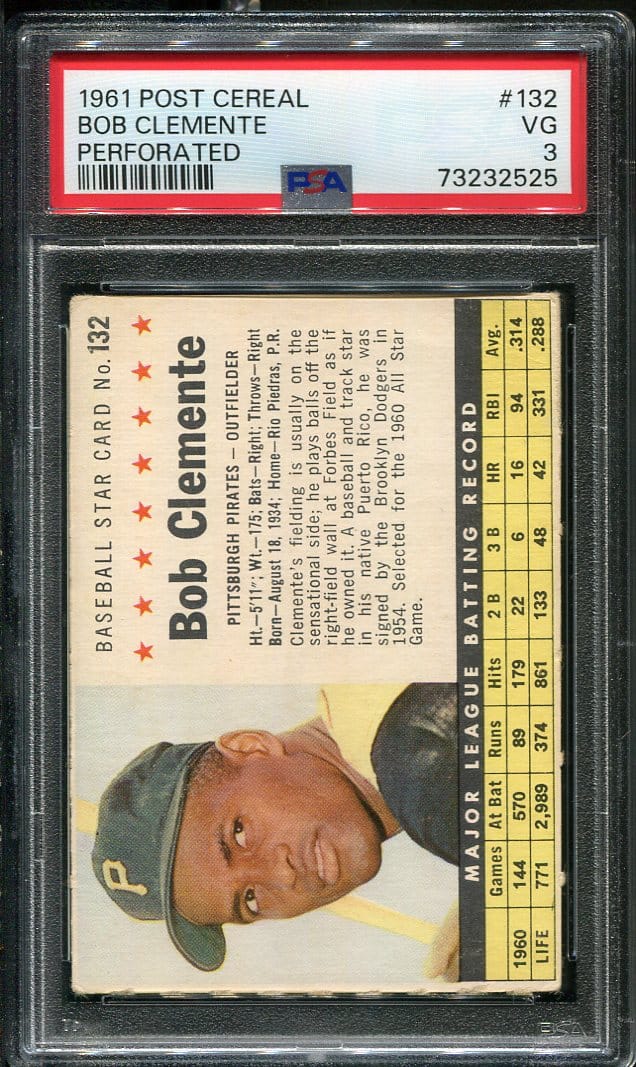 1961 POST CEREAL #132
BOB CLEMENTE VG
PERFORATED 3
PSA 73232525
BASEBALL STAR CARD No. 132
Bob Clemente
PITTSBURGH PIRATES – OUTFIELDER
Ht.–5'11"; Wt.–175; Bats–Right; Throws–Right
Born–August 18, 1934; Home–Rio Piedras, P.R.
Clemente's fielding is usually on the
sensational side; he plays balls off the
right-field wall at Forbes Field as if
he owned it. A baseball and track star
in his native Puerto Rico, he was
signed by the Brooklyn Dodgers in
1954. Selected for the 1960 All Star
Game.
P
MAJOR LEAGUE BATTING RECORD
Games At Bat Runs Hits 2 B 3 B HR RBI Avg.
1960 144 570 89 179 22 6 16 94 .314
LIFE 771 2,989 374 861 133 48 42 331 .288
PSA